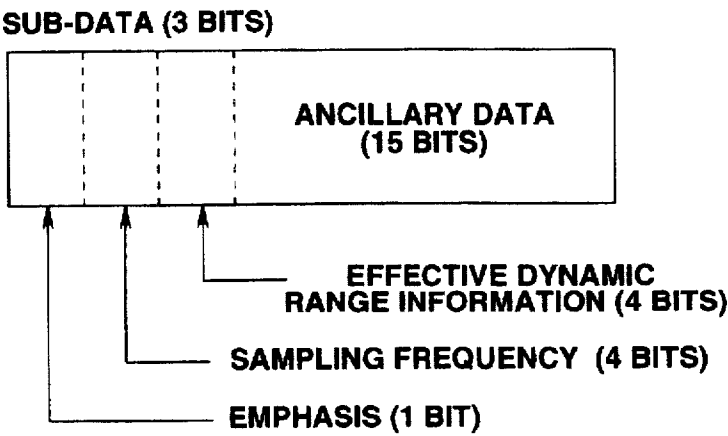 SUB-DATA (3 BITS)
ANCILLARY DATA
(15 BITS)
EFFECTIVE DYNAMIC
RANGE INFORMATION (4 BITS)
SAMPLING FREQUENCY (4 BITS)
EMPHASIS (1 BIT)